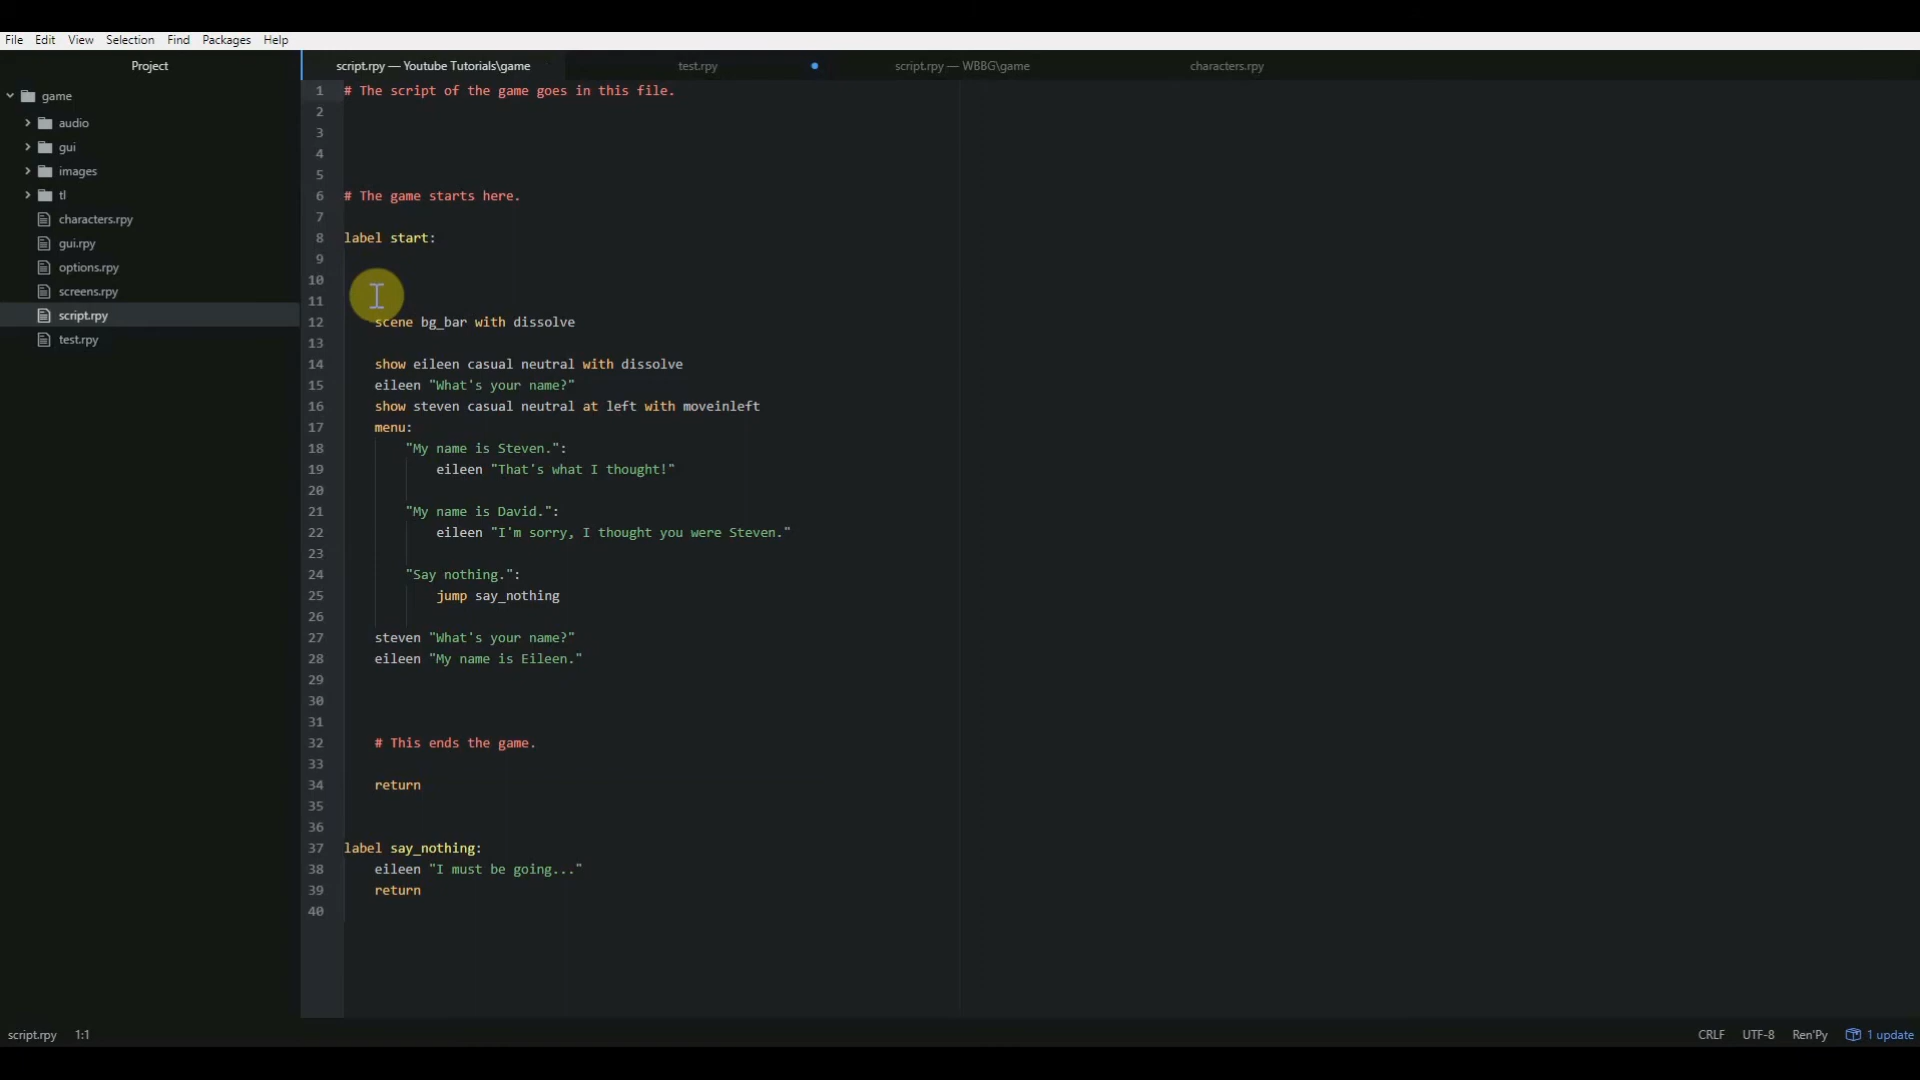 File Edit View Selection Find Packages Help
Project
script.rpy — Youtube Tutorials\game test.rpy script.rpy — WBBG\game characters.rpy
game
audio
gui
images
tl
characters.rpy
gui.rpy
options.rpy
screens.rpy
script.rpy
test.rpy
1 # The script of the game goes in this file.
2
3
4
5
6 # The game starts here.
7
8 label start:
9
10
11
12 scene bg_bar with dissolve
13
14 show eileen casual neutral with dissolve
15 eileen "What's your name?"
16 show steven casual neutral at left with moveinleft
17 menu:
18 "My name is Steven.":
19 eileen "That's what I thought!"
20
21 "My name is David.":
22 eileen "I'm sorry, I thought you were Steven."
23
24 "Say nothing.":
25 jump say_nothing
26
27 steven "What's your name?"
28 eileen "My name is Eileen."
29
30
31
32 # This ends the game.
33
34 return
35
36
37 label say_nothing:
38 eileen "I must be going..."
39 return
40
script.rpy 1:1 CRLF UTF-8 Ren'Py 1 update